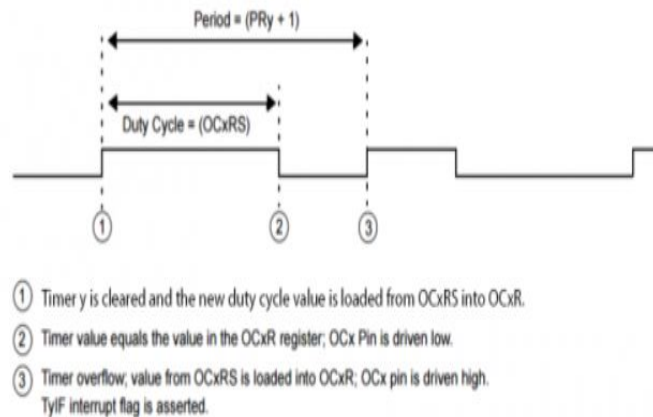 Period = (PRy + 1)
Duty Cycle = (OCxRS)
1 2 3
1 Timer y is cleared and the new duty cycle value is loaded from OCxRS into OCxR.
2 Timer value equals the value in the OCxR register; OCx Pin is driven low.
3 Timer overflow; value from OCxRS is loaded into OCxR; OCx pin is driven high.
TyIF interrupt flag is asserted.